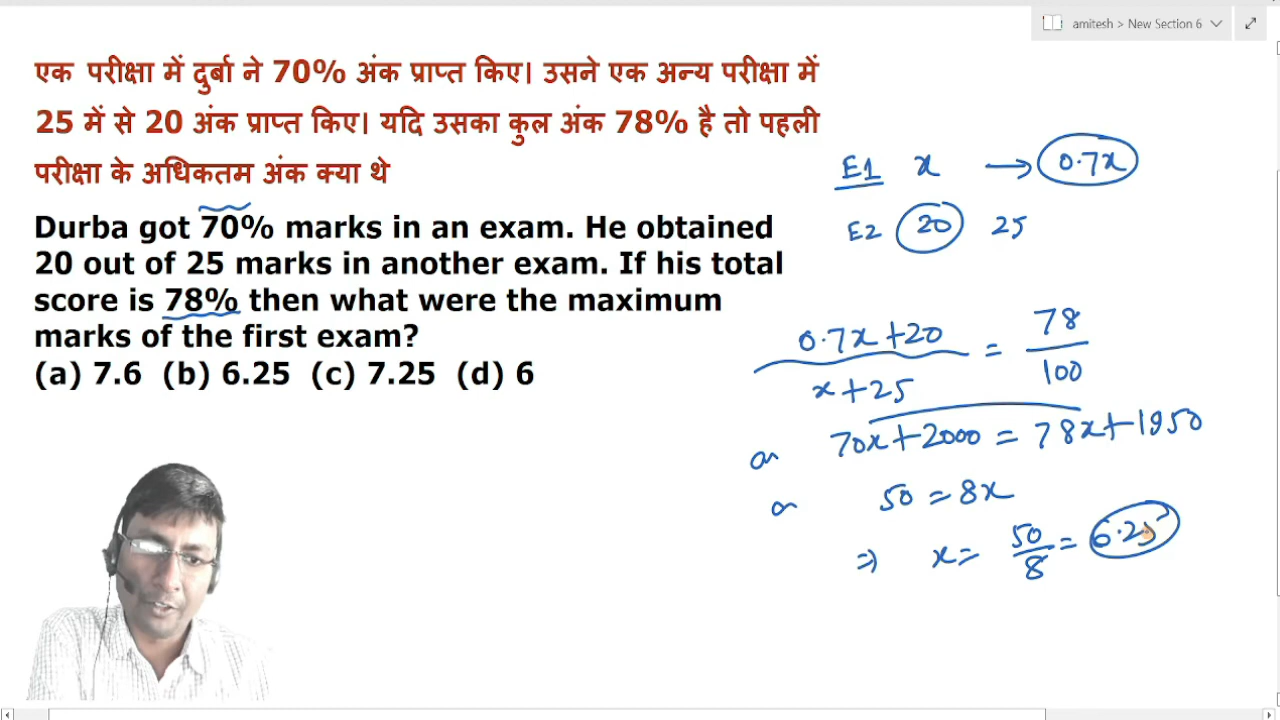 amitesh > New Section 6
एक परीक्षा में दुर्बा ने 70% अंक प्राप्त किए। उसने एक अन्य परीक्षा में
25 में से 20 अंक प्राप्त किए। यदि उसका कुल अंक 78% है तो पहली
परीक्षा के अधिकतम अंक क्या थे
Durba got 70% marks in an exam. He obtained
20 out of 25 marks in another exam. If his total
score is 78% then what were the maximum
marks of the first exam?
(a) 7.6 (b) 6.25 (c) 7.25 (d) 6
E1 x → 0.7x
E2 20 25
0.7x+20 = 78
x+25 100
or 70x+2000 = 78x+1950
or 50 = 8x
⇒ x = 50/8 = 6.25